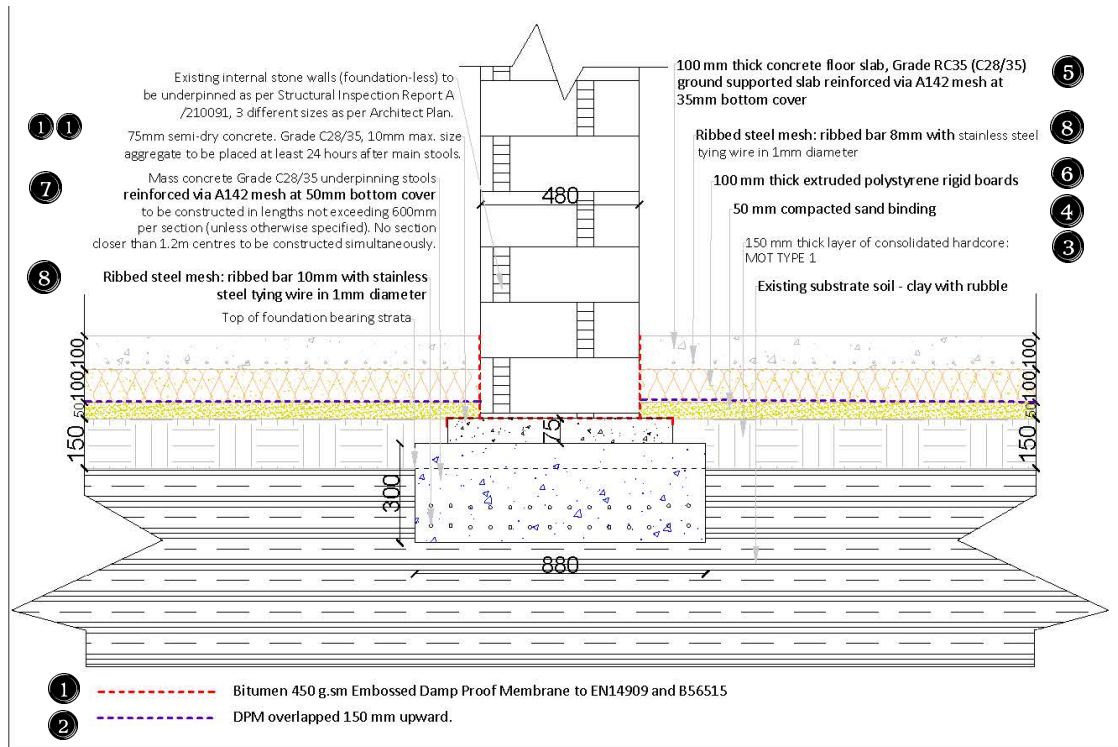 Existing internal stone walls (foundation-less) to
be underpinned as per Structural Inspection Report A
/210091, 3 different sizes as per Architect Plan.
1 1
75mm semi-dry concrete. Grade C28/35, 10mm max. size
aggregate to be placed at least 24 hours after main stools.
7
Mass concrete Grade C28/35 underpinning stools
reinforced via A142 mesh at 50mm bottom cover
to be constructed in lengths not exceeding 600mm
per section (unless otherwise specified). No section
closer than 1.2m centres to be constructed simultaneously.
8
Ribbed steel mesh: ribbed bar 10mm with stainless
steel tying wire in 1mm diameter
Top of foundation bearing strata
100 mm thick concrete floor slab, Grade RC35 (C28/35)
ground supported slab reinforced via A142 mesh at
35mm bottom cover
5
Ribbed steel mesh: ribbed bar 8mm with stainless steel
tying wire in 1mm diameter
8
100 mm thick extruded polystyrene rigid boards
6
50 mm compacted sand binding
4
150 mm thick layer of consolidated hardcore:
MOT TYPE 1
3
Existing substrate soil - clay with rubble
480
100
100
50
150
100
100
50
150
75
300
880
1
Bitumen 450 g.sm Embossed Damp Proof Membrane to EN14909 and B56515
2
DPM overlapped 150 mm upward.